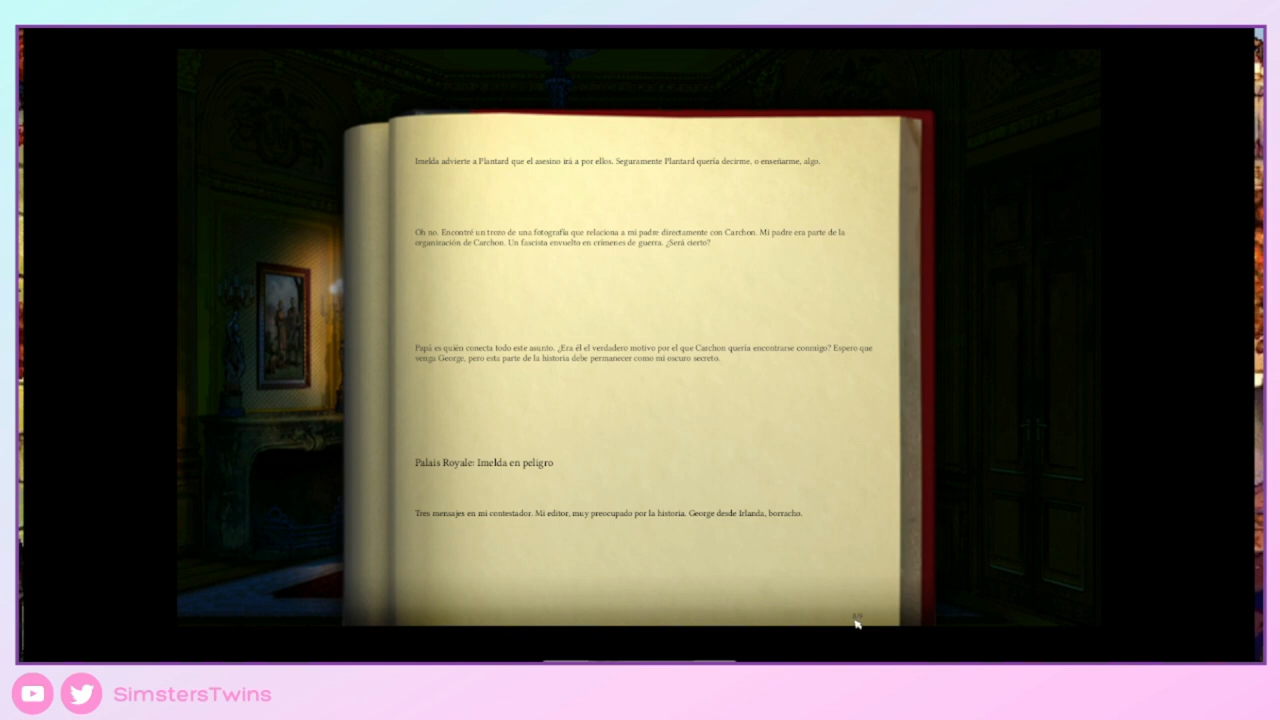 Imelda advierte a Plantard que el asesino irá a por ellos. Seguramente Plantard quería decirme, o enseñarme, algo.
Oh no. Encontré un trozo de una fotografía que relaciona a mi padre directamente con Carchon. Mi padre era parte de la
organización de Carchon. Un fascista envuelto en crímenes de guerra. ¿Será cierto?
Papá es quién conecta todo este asunto. ¿Era él el verdadero motivo por el que Carchon quería encontrarse conmigo? Espero que
venga George, pero esta parte de la historia debe permanecer como mi oscuro secreto.
Palais Royale: Imelda en peligro
Tres mensajes en mi contestador. Mi editor, muy preocupado por la historia. George desde Irlanda, borracho.
SimstersTwins